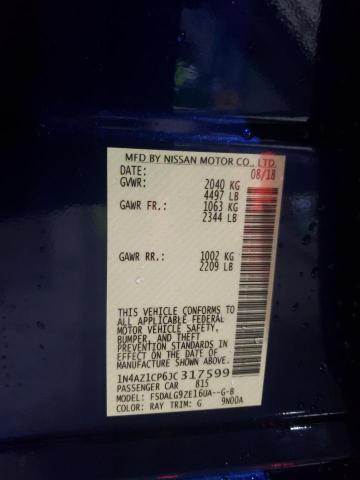 MFD BY NISSAN MOTOR CO., LTD.
DATE: 08/18
GVWR: 2040 KG
4497 LB
GAWR FR.: 1063 KG
2344 LB
GAWR RR.: 1002 KG
2209 LB
THIS VEHICLE CONFORMS TO
ALL APPLICABLE FEDERAL
MOTOR VEHICLE SAFETY,
BUMPER, AND THEFT
PREVENTION STANDARDS IN
EFFECT ON THE DATE OF
MANUFACTURE SHOWN ABOVE.
1N4AZ1CP6JC317599
PASSENGER CAR 815
MODEL: FSDALG9ZE16UA--G-B
COLOR: RAY TRIM: G 9N00A